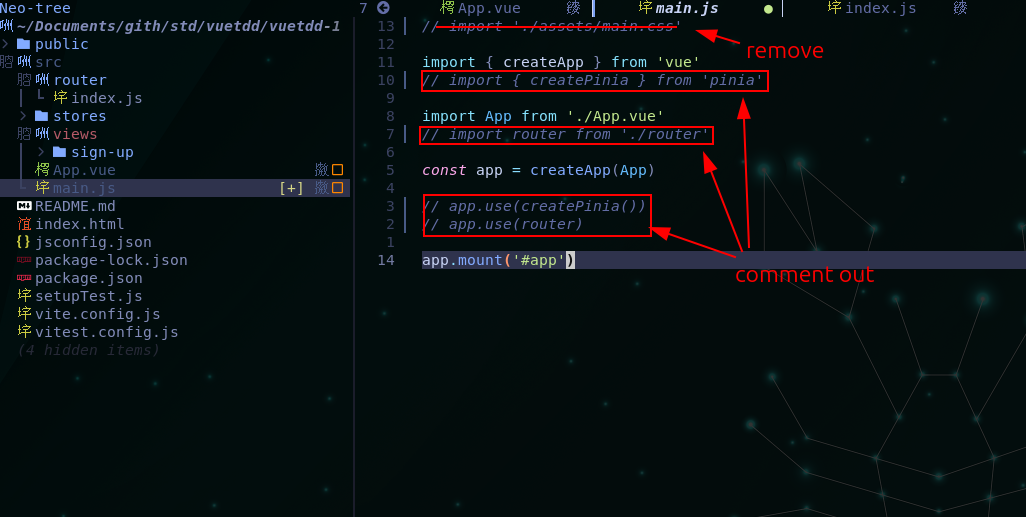 Neo-tree 7 App.vue main.js index.js
~/Documents/gith/std/vuetdd/vuetdd-1
public
src
router
index.js
stores
views
sign-up
App.vue
main.js [+]
README.md
index.html
jsconfig.json
package-lock.json
package.json
setupTest.js
vite.config.js
vitest.config.js
(4 hidden items)
13 // import './assets/main.css'
remove
12
11 import { createApp } from 'vue'
10 // import { createPinia } from 'pinia'
9
8 import App from './App.vue'
7 // import router from './router'
6
5 const app = createApp(App)
4
3 // app.use(createPinia())
2 // app.use(router)
1
14 app.mount('#app')
comment out